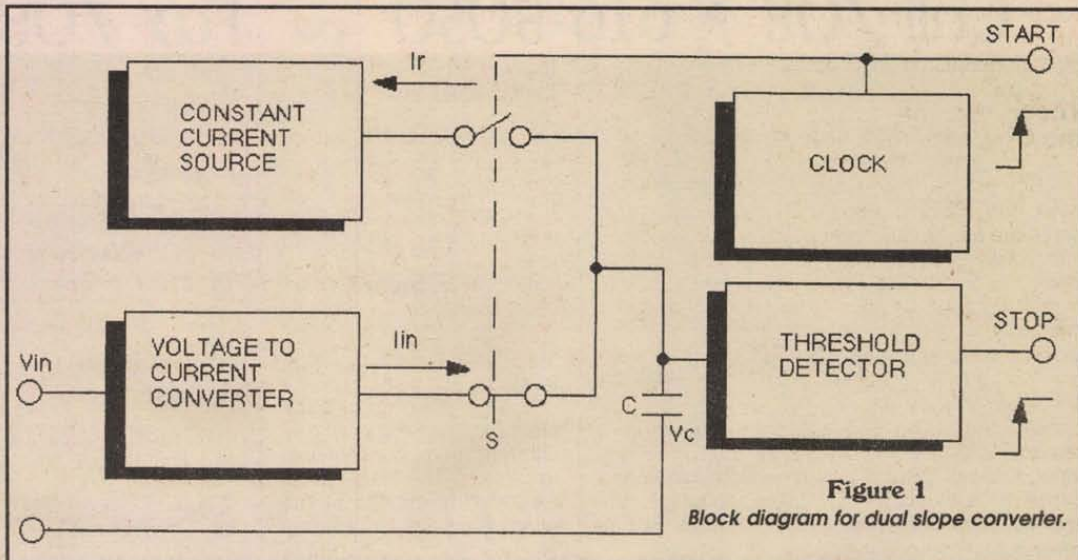 START
Ir
CONSTANT
CURRENT
SOURCE
CLOCK
Vin
VOLTAGE TO
CURRENT
CONVERTER
Iin
S
C
Vc
THRESHOLD
DETECTOR
STOP
Figure 1
Block diagram for dual slope converter.